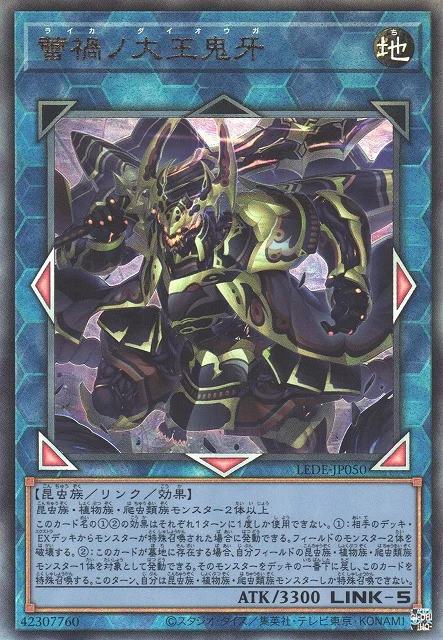 ライカ ダイオウガ
蕾禍ノ大王鬼牙
ち
地
LEDE-JP050
【昆虫族／リンク／効果】
昆虫族・植物族・爬虫類族モンスター2体以上
このカード名の①②の効果はそれぞれ1ターンに1度しか使用できない。①：相手のデッキ・
EXデッキからモンスターが特殊召喚された場合に発動できる。フィールドのモンスター2体を
破壊する。②：このカードが墓地に存在する場合、自分フィールドの昆虫族・植物族・爬虫類族
モンスター1体を対象として発動できる。そのモンスターをデッキの一番下に戻し、このカードを
特殊召喚する。このターン、自分は昆虫族・植物族・爬虫類族モンスターしか特殊召喚できない。
ATK/3300 LINK-5
42307760
©スタジオ・ダイス／集英社・テレビ東京・KONAMI